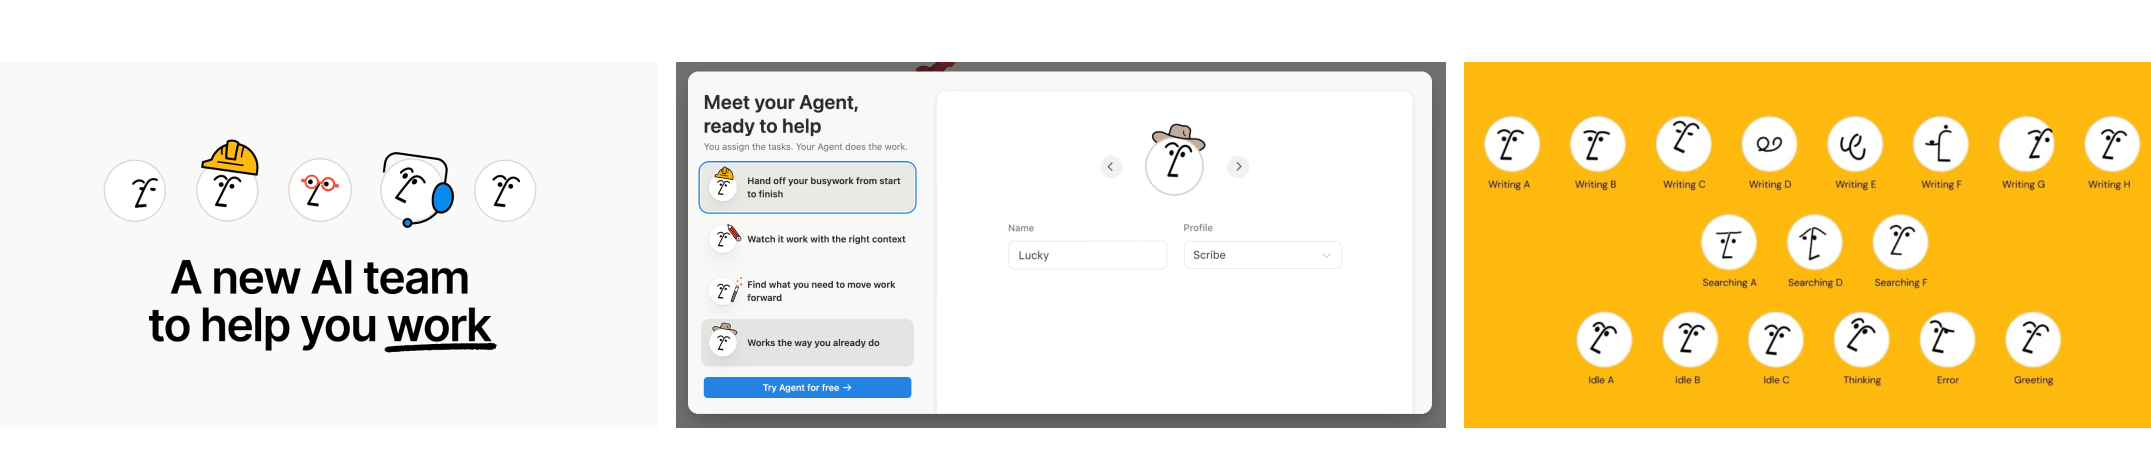 A new AI team
to help you work
Meet your Agent,
ready to help
You assign the tasks. Your Agent does the work.
Hand off your busywork from start
to finish
Watch it work with the right context
Find what you need to move work
forward
Works the way you already do
Try Agent for free →
Name
Profile
Lucky
Scribe
Writing A
Writing B
Writing C
Writing D
Writing E
Writing F
Writing G
Writing H
Searching A
Searching D
Searching F
Idle A
Idle B
Idle C
Thinking
Error
Greeting